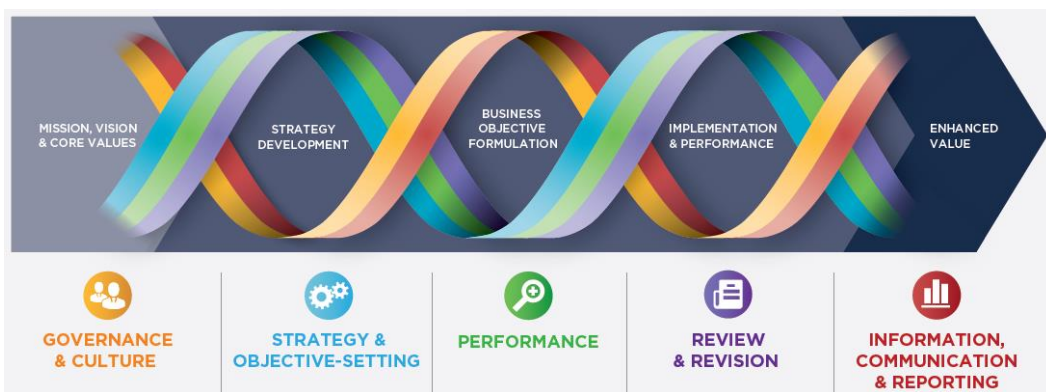 MISSION, VISION
& CORE VALUES
STRATEGY
DEVELOPMENT
BUSINESS
OBJECTIVE
FORMULATION
IMPLEMENTATION
& PERFORMANCE
ENHANCED
VALUE
GOVERNANCE
& CULTURE
STRATEGY &
OBJECTIVE-SETTING
PERFORMANCE
REVIEW
& REVISION
INFORMATION,
COMMUNICATION
& REPORTING